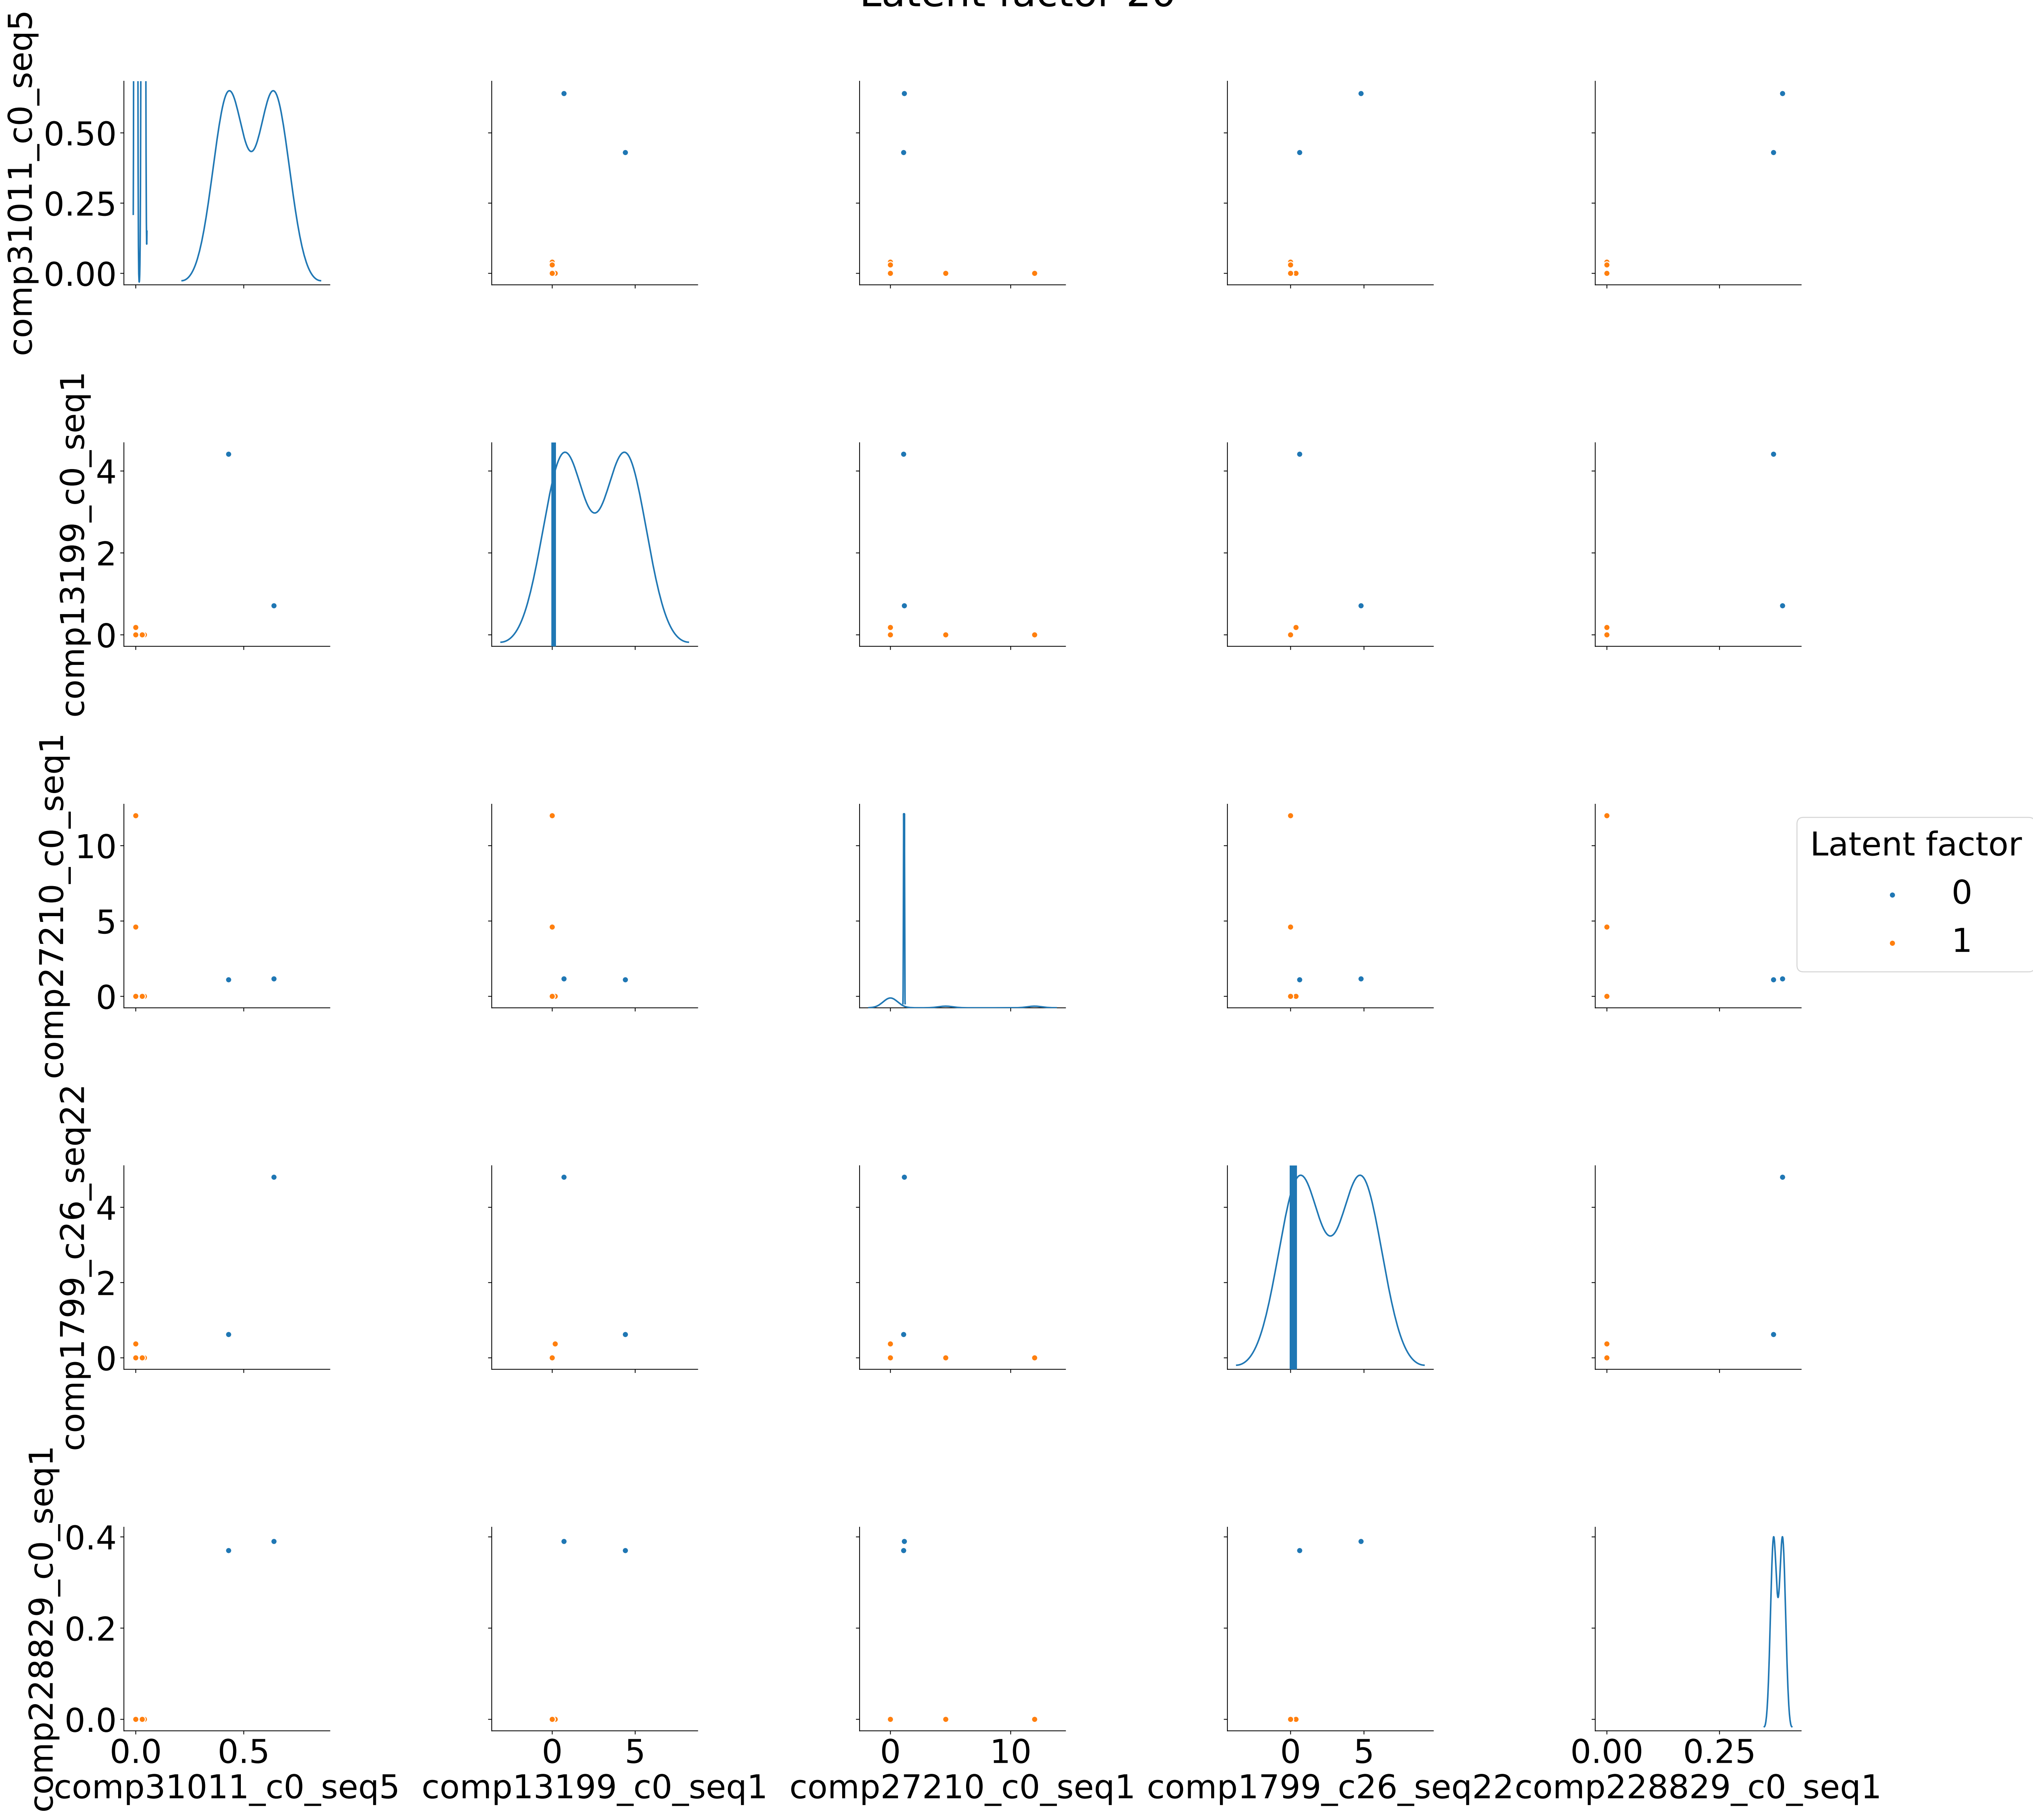 Latent factor 20
comp31011_c0_seq5
0.50
0.25
0.00
comp13199_c0_seq1
4
2
0
comp27210_c0_seq1
10
5
0
Latent factor
0
1
comp1799_c26_seq22
4
2
0
comp228829_c0_seq1
0.4
0.2
0.0
0.0 0.5 0 5 0 10 0 5 0.00 0.25
comp31011_c0_seq5 comp13199_c0_seq1 comp27210_c0_seq1 comp1799_c26_seq22 comp228829_c0_seq1